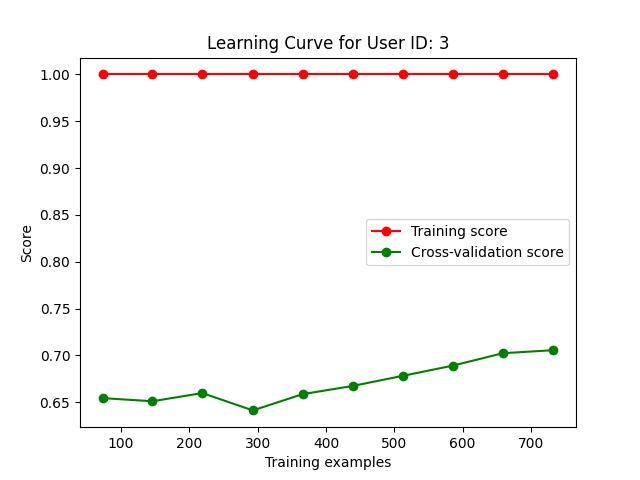 Learning Curve for User ID: 3
1.00
0.95
0.90
0.85
0.80
0.75
0.70
0.65
Score
Training score
Cross-validation score
100 200 300 400 500 600 700
Training examples